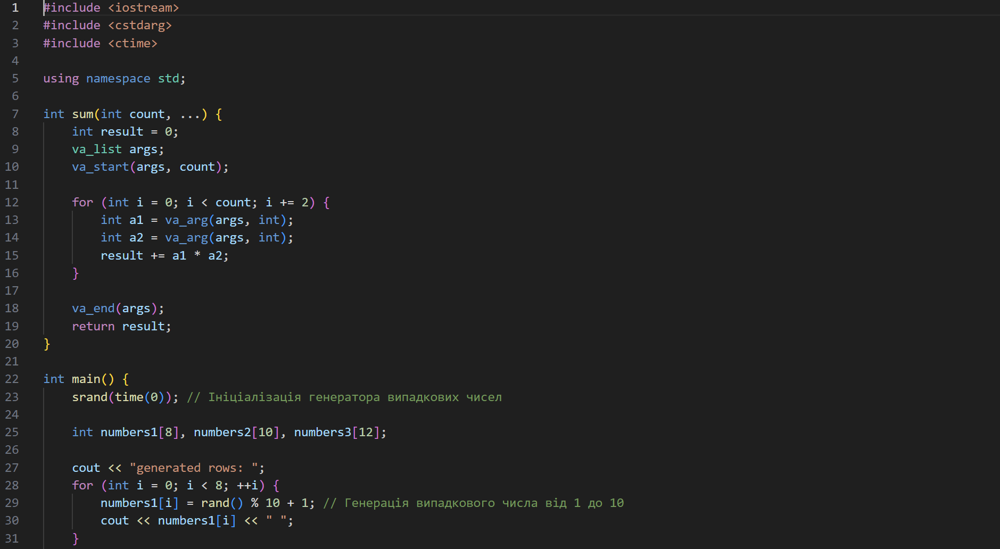 1 #include <iostream>
2 #include <cstdarg>
3 #include <ctime>
4
5 using namespace std;
6
7 int sum(int count, ...) {
8     int result = 0;
9     va_list args;
10     va_start(args, count);
11
12     for (int i = 0; i < count; i += 2) {
13         int a1 = va_arg(args, int);
14         int a2 = va_arg(args, int);
15         result += a1 * a2;
16     }
17
18     va_end(args);
19     return result;
20 }
21
22 int main() {
23     srand(time(0)); // Ініціалізація генератора випадкових чисел
24
25     int numbers1[8], numbers2[10], numbers3[12];
26
27     cout << "generated rows: ";
28     for (int i = 0; i < 8; ++i) {
29         numbers1[i] = rand() % 10 + 1; // Генерація випадкового числа від 1 до 10
30         cout << numbers1[i] << " ";
31     }